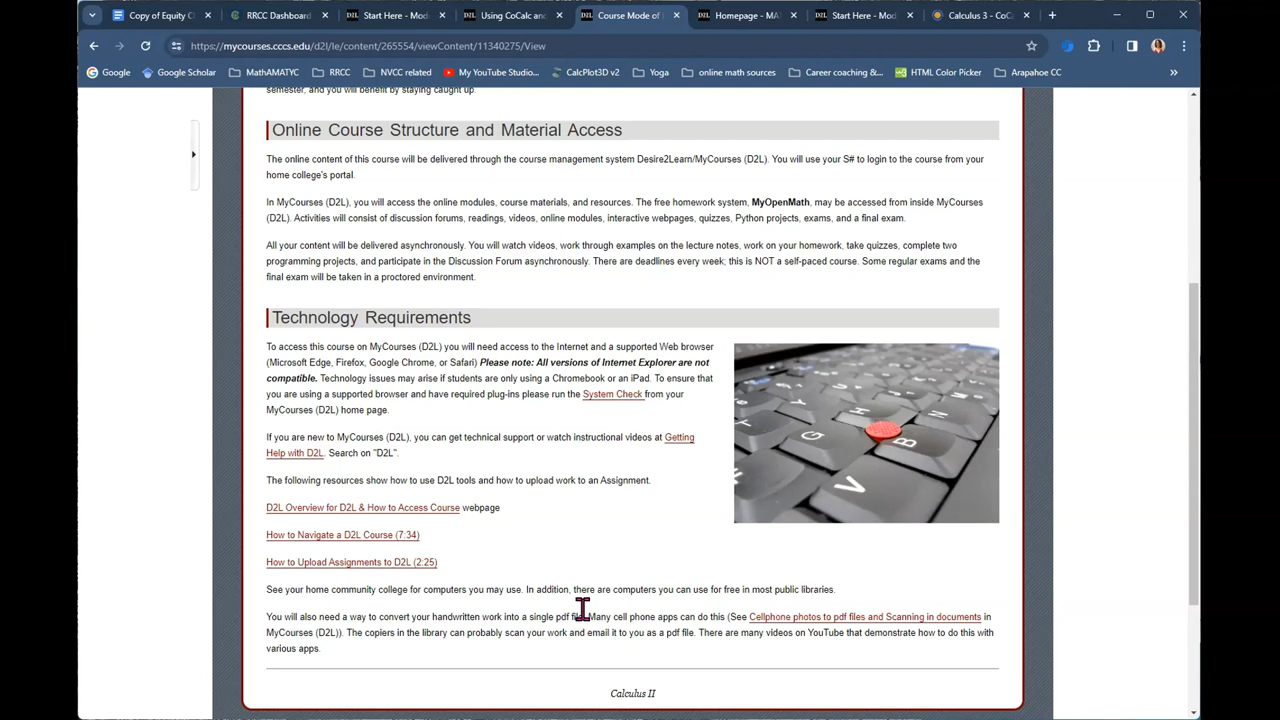 Copy of Equity C
RRCC Dashboard
Start Here - Mod
Using CoCalc and
Course Mode of
Homepage - MA
Start Here - Mod
Calculus 3 - CoCa
https://mycourses.cccs.edu/d2l/le/content/265554/viewContent/11340275/View
Google
Google Scholar
MathAMATYC
RRCC
NVCC related
My YouTube Studio...
CalcPlot3D v2
Yoga
online math sources
Career coaching &...
HTML Color Picker
Arapahoe CC
semester, and you will benefit by staying caught up.
Online Course Structure and Material Access
The online content of this course will be delivered through the course management system Desire2Learn/MyCourses (D2L). You will use your S# to login to the course from your
home college's portal.
In MyCourses (D2L), you will access the online modules, course materials, and resources. The free homework system, MyOpenMath, may be accessed from inside MyCourses
(D2L). Activities will consist of discussion forums, readings, videos, online modules, interactive webpages, quizzes, Python projects, exams, and a final exam.
All your content will be delivered asynchronously. You will watch videos, work through examples on the lecture notes, work on your homework, take quizzes, complete two
programming projects, and participate in the Discussion Forum asynchronously. There are deadlines every week; this is NOT a self-paced course. Some regular exams and the
final exam will be taken in a proctored environment.
Technology Requirements
To access this course on MyCourses (D2L) you will need access to the Internet and a supported Web browser
(Microsoft Edge, Firefox, Google Chrome, or Safari) Please note: All versions of Internet Explorer are not
compatible. Technology issues may arise if students are only using a Chromebook or an iPad. To ensure that
you are using a supported browser and have required plug-ins please run the System Check from your
MyCourses (D2L) home page.
If you are new to MyCourses (D2L), you can get technical support or watch instructional videos at Getting
Help with D2L. Search on "D2L".
The following resources show how to use D2L tools and how to upload work to an Assignment.
D2L Overview for D2L & How to Access Course webpage
How to Navigate a D2L Course (7:34)
How to Upload Assignments to D2L (2:25)
See your home community college for computers you may use. In addition, there are computers you can use for free in most public libraries.
You will also need a way to convert your handwritten work into a single pdf file. Many cell phone apps can do this (See Cellphone photos to pdf files and Scanning in documents in
MyCourses (D2L)). The copiers in the library can probably scan your work and email it to you as a pdf file. There are many videos on YouTube that demonstrate how to do this with
various apps.
Calculus II